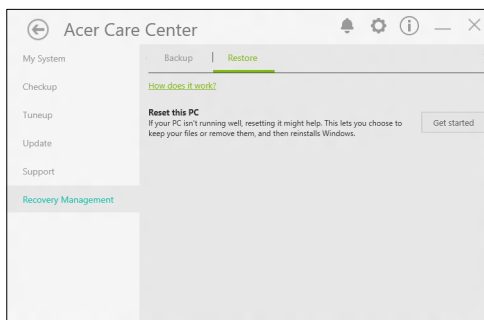 Acer Care Center
My System
Checkup
Tuneup
Update
Support
Recovery Management
Backup | Restore
How does it work?
Reset this PC
If your PC isn't running well, resetting it might help. This lets you choose to
keep your files or remove them, and then reinstalls Windows.
Get started